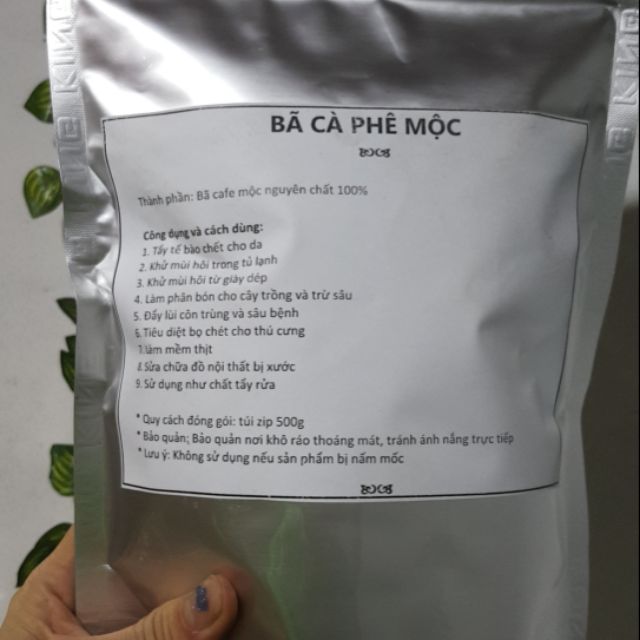 BÃ CÀ PHÊ MỘC
Thành phần: Bã cafe mộc nguyên chất 100%
Công dụng và cách dùng:
1. Tẩy tế bào chết cho da
2. Khử mùi hôi trong tủ lạnh
3. Khử mùi hôi từ giày dép
4. Làm phân bón cho cây trồng và trừ sâu
5. Đẩy lùi côn trùng và sâu bệnh
6. Tiêu diệt bọ chét cho thú cưng
7. Làm mềm thịt
8. Sửa chữa đồ nội thất bị xước
9. Sử dụng như chất tẩy rửa
* Quy cách đóng gói: túi zip 500g
* Bảo quản: Bảo quản nơi khô ráo thoáng mát, tránh ánh nắng trực tiếp
* Lưu ý: Không sử dụng nếu sản phẩm bị nấm mốc